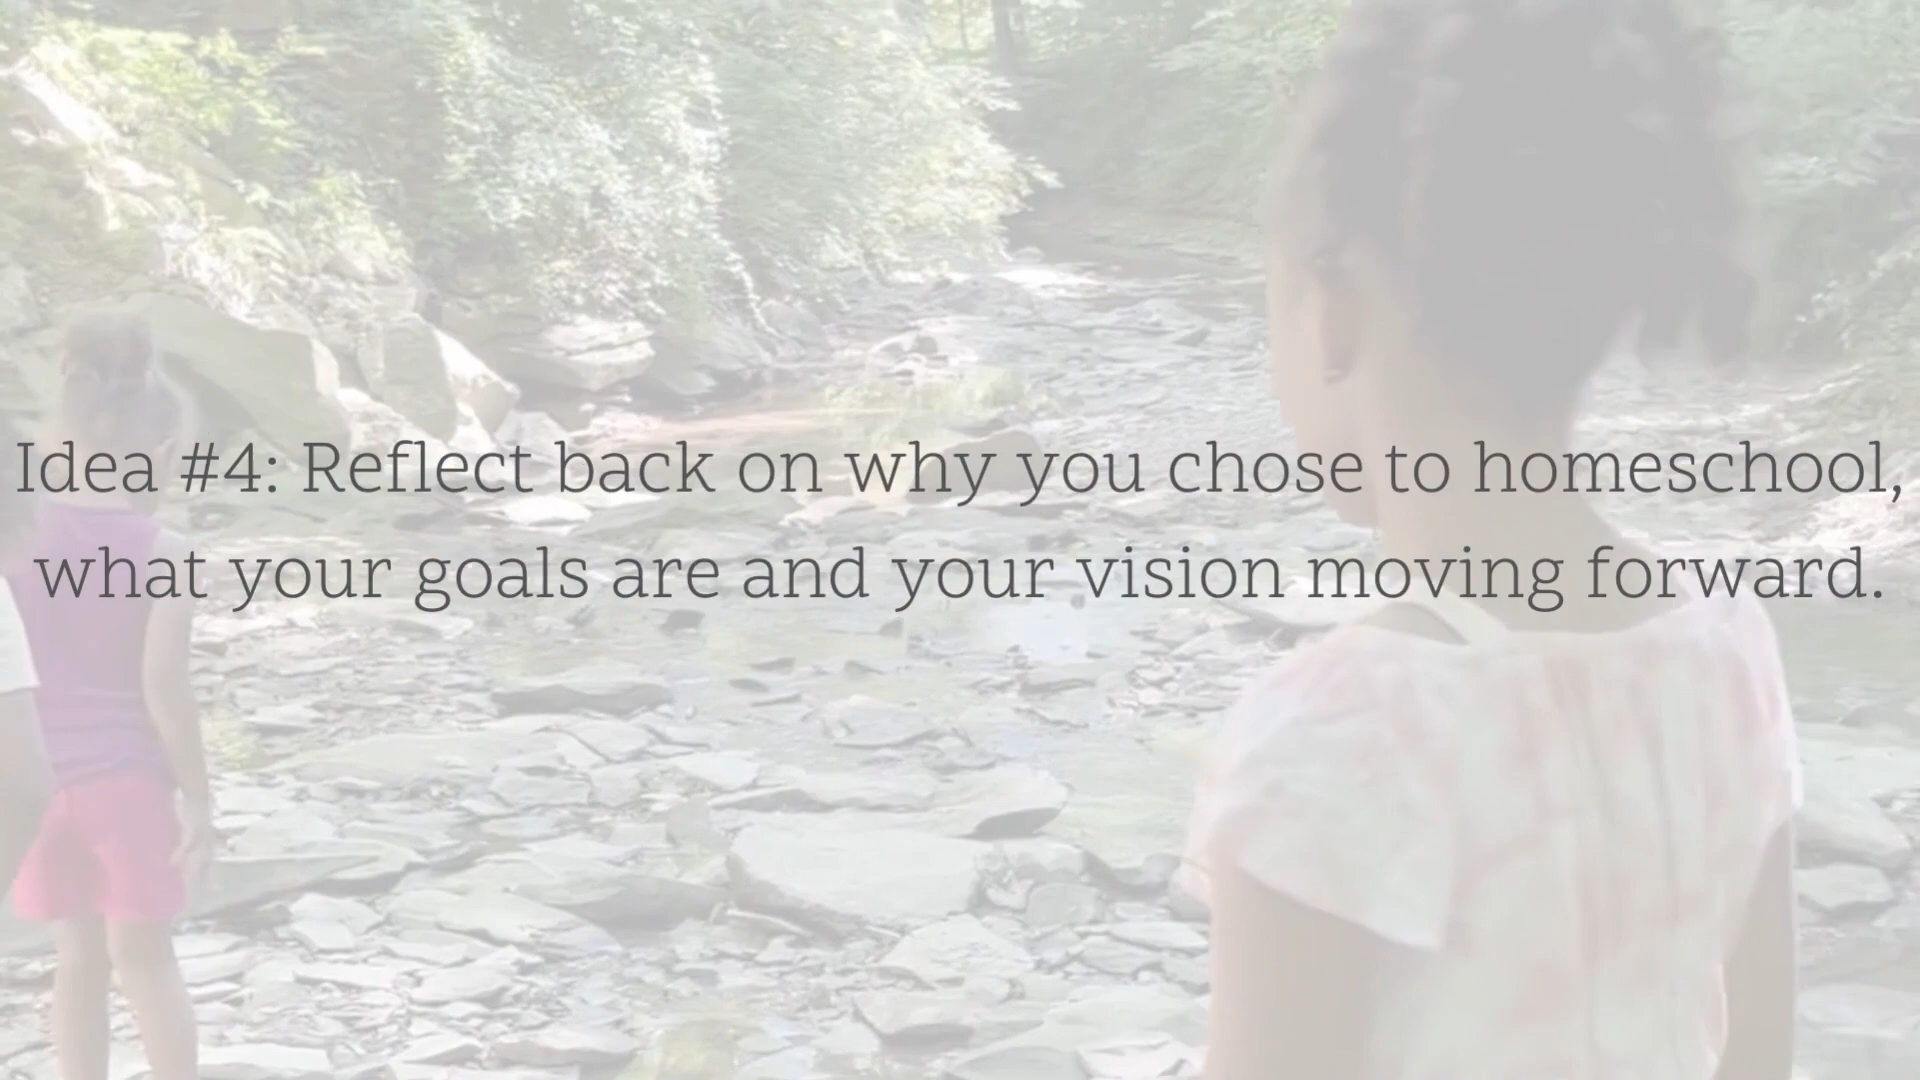 Idea #4: Reflect back on why you chose to homeschool,
what your goals are and your vision moving forward.